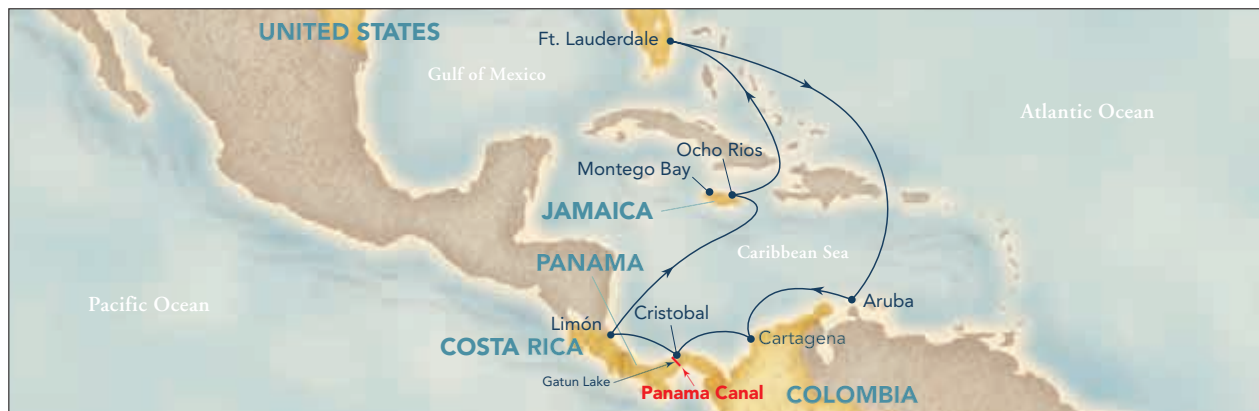 UNITED STATES
Ft. Lauderdale
Gulf of Mexico
Atlantic Ocean
Ocho Rios
Montego Bay
JAMAICA
Caribbean Sea
PANAMA
Pacific Ocean
Aruba
Cristobal
Limón
Cartagena
COSTA RICA
Gatun Lake
Panama Canal
COLOMBIA